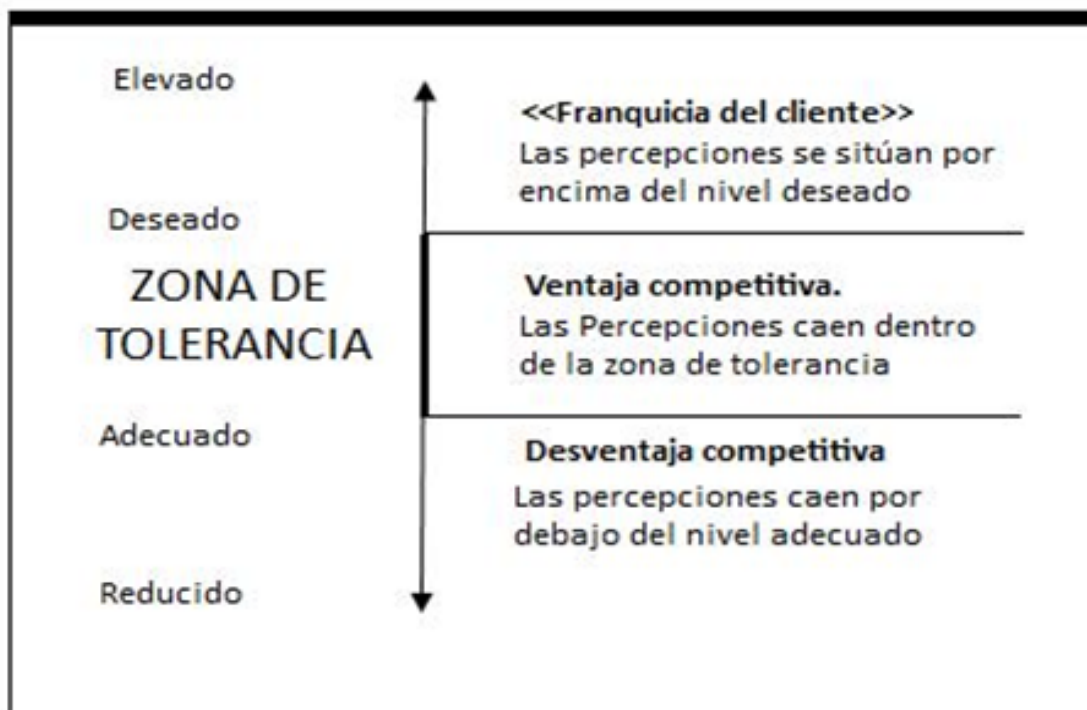 Elevado
<<Franquicia del cliente>>
Las percepciones se sitúan por
encima del nivel deseado
Deseado
ZONA DE
TOLERANCIA
Ventaja competitiva.
Las Percepciones caen dentro
de la zona de tolerancia
Adecuado
Desventaja competitiva
Las percepciones caen por
debajo del nivel adecuado
Reducido